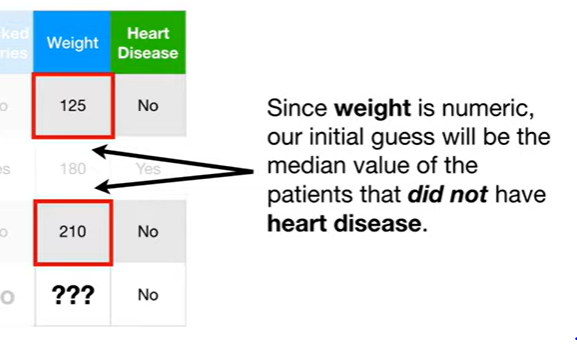 Weight Heart
Disease
125 No
180 Yes
210 No
??? No
Since weight is numeric,
our initial guess will be the
median value of the
patients that did not have
heart disease.